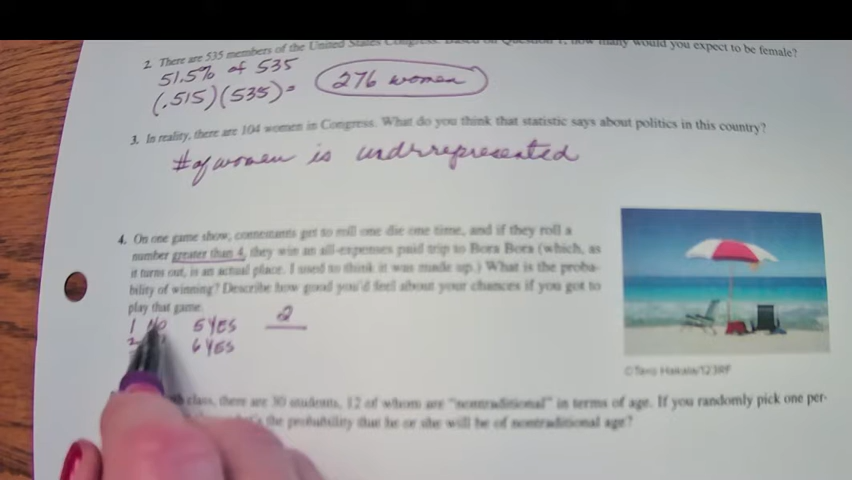 2. There are 535 members of the United States Congress. Based on Question 1, how many would you expect to be female?
51.5% of 535
(.515)(535)= 276 women
3. In reality, there are 104 women in Congress. What do you think that statistic says about politics in this country?
# of women is underrepresented
4. On one game show, contestants get to roll one die one time, and if they roll a
number greater than 4, they win an all-expenses paid trip to Bora Bora (which, as
it turns out, is an actual place. I used to think it was made up.) What is the proba-
bility of winning? Describe how good you'd feel about your chances if you got to
play that game.
1 NO 5 YES 2
2 6 YES
©Tero Hakala/123RF
class, there are 30 students, 12 of whom are "nontraditional" in terms of age. If you randomly pick one per-
the probability that he or she will be of nontraditional age?